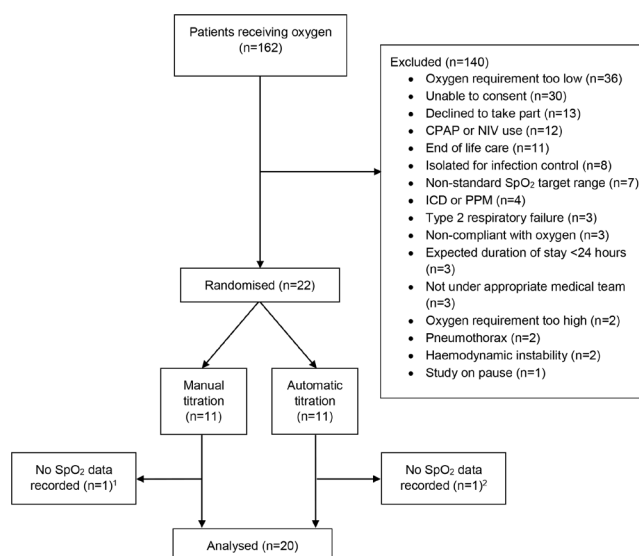 Patients receiving oxygen
(n=162)
Excluded (n=140)
• Oxygen requirement too low (n=36)
• Unable to consent (n=30)
• Declined to take part (n=13)
• CPAP or NIV use (n=12)
• End of life care (n=11)
• Isolated for infection control (n=8)
• Non-standard SpO₂ target range (n=7)
• ICD or PPM (n=4)
• Type 2 respiratory failure (n=3)
• Non-compliant with oxygen (n=3)
• Expected duration of stay <24 hours
(n=3)
• Not under appropriate medical team
(n=3)
• Oxygen requirement too high (n=2)
• Pneumothorax (n=2)
• Haemodynamic instability (n=2)
• Study on pause (n=1)
Randomised (n=22)
Manual
titration
(n=11)
Automatic
titration
(n=11)
No SpO₂ data
recorded (n=1)¹
No SpO₂ data
recorded (n=1)²
Analysed (n=20)